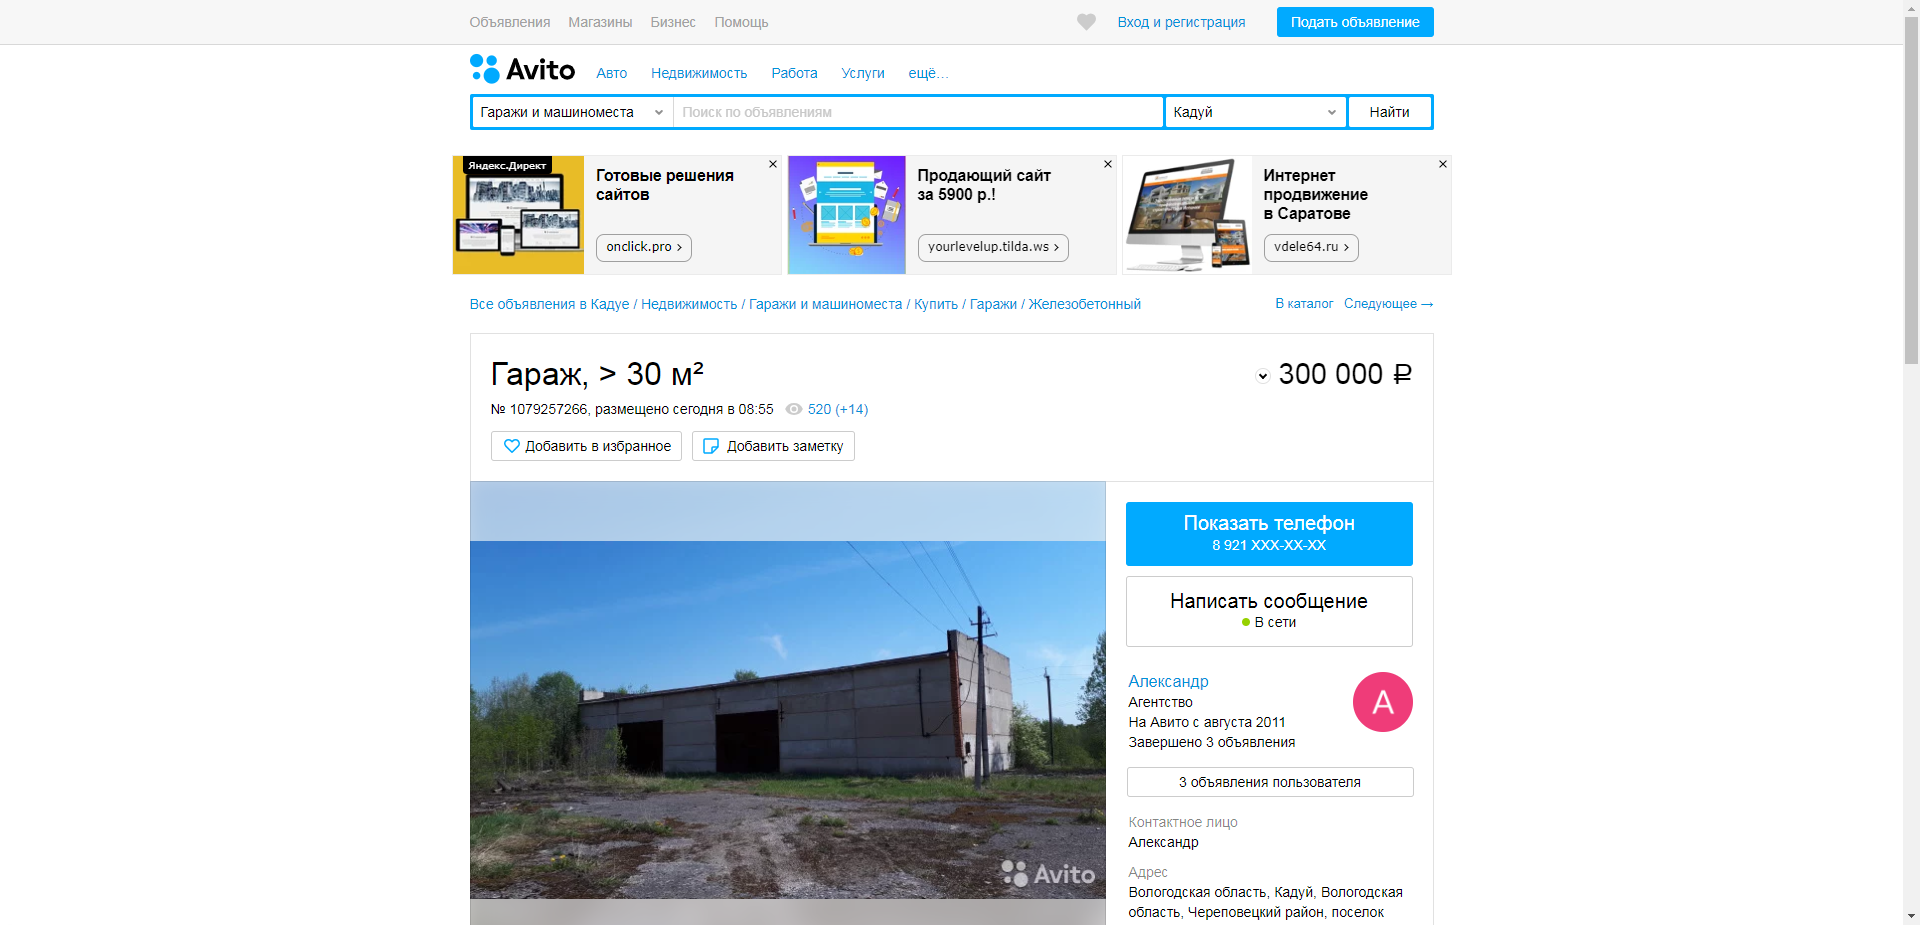 Объявления Магазины Бизнес Помощь
Вход и регистрация
Подать объявление
Avito
Авто Недвижимость Работа Услуги ещё...
Гаражи и машиноместа
Поиск по объявлениям
Кадуй
Найти
Яндекс.Директ
Готовые решения
сайтов
onclick.pro ›
Продающий сайт
за 5900 р.!
yourlevelup.tilda.ws ›
Интернет
продвижение
в Саратове
vdele64.ru ›
Все объявления в Кадуе / Недвижимость / Гаражи и машиноместа / Купить / Гаражи / Железобетонный
В каталог Следующее →
Гараж, > 30 м²
300 000 ₽
№ 1079257266, размещено сегодня в 08:55
520 (+14)
Добавить в избранное
Добавить заметку
Avito
Показать телефон
8 921 XXX-XX-XX
Написать сообщение
В сети
Александр
Агентство
На Авито с августа 2011
Завершено 3 объявления
А
3 объявления пользователя
Контактное лицо
Александр
Адрес
Вологодская область, Кадуй, Вологодская
область, Череповецкий район, поселок